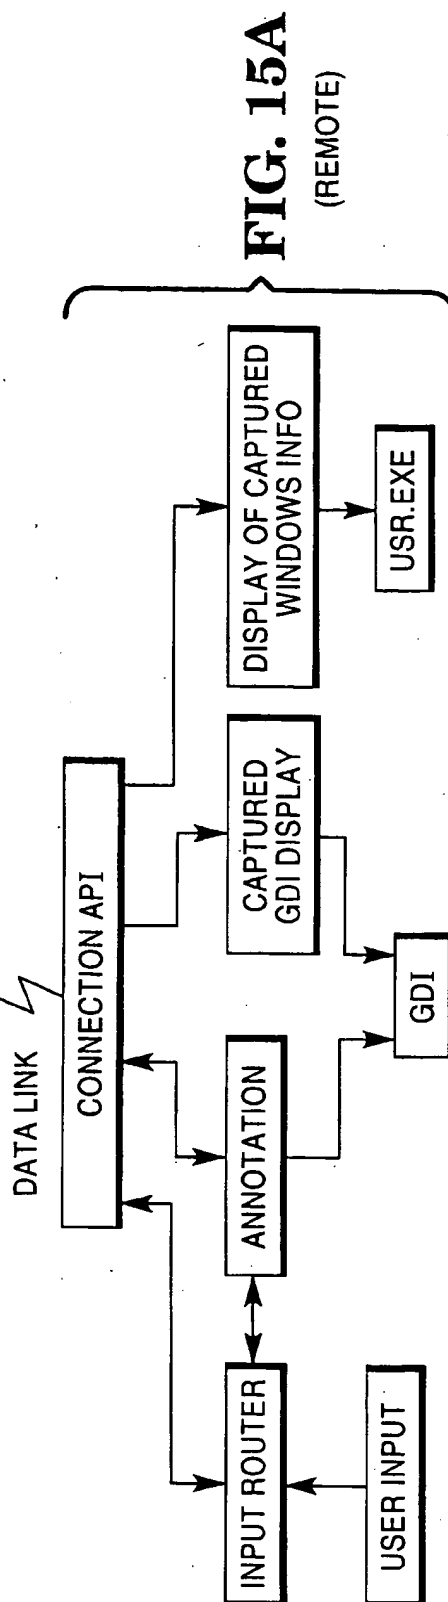 DATA LINK
CONNECTION API
INPUT ROUTER
ANNOTATION
CAPTURED
GDI DISPLAY
DISPLAY OF CAPTURED
WINDOWS INFO
USER INPUT
GDI
USR.EXE
FIG. 15A
(REMOTE)